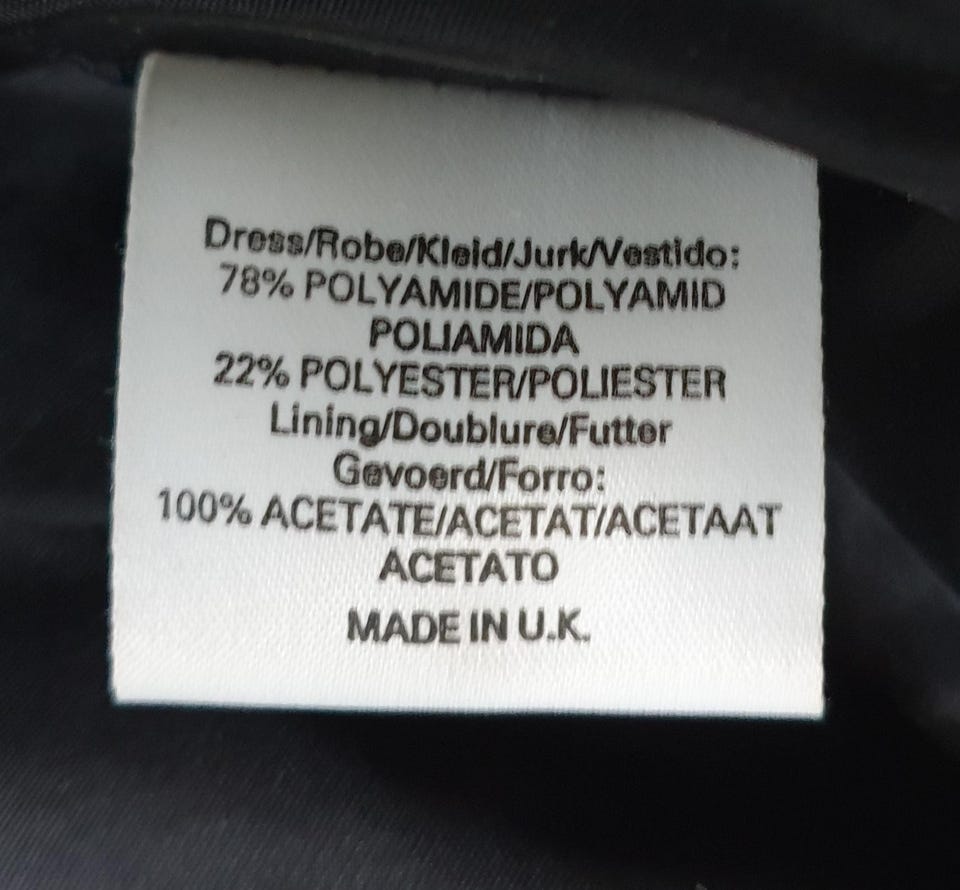 Dress/Robe/Kleid/Jurk/Vestido:
78% POLYAMIDE/POLYAMID
POLIAMIDA
22% POLYESTER/POLIESTER
Lining/Doublure/Futter
Gevoerd/Forro:
100% ACETATE/ACETAT/ACETAAT
ACETATO
MADE IN U.K.